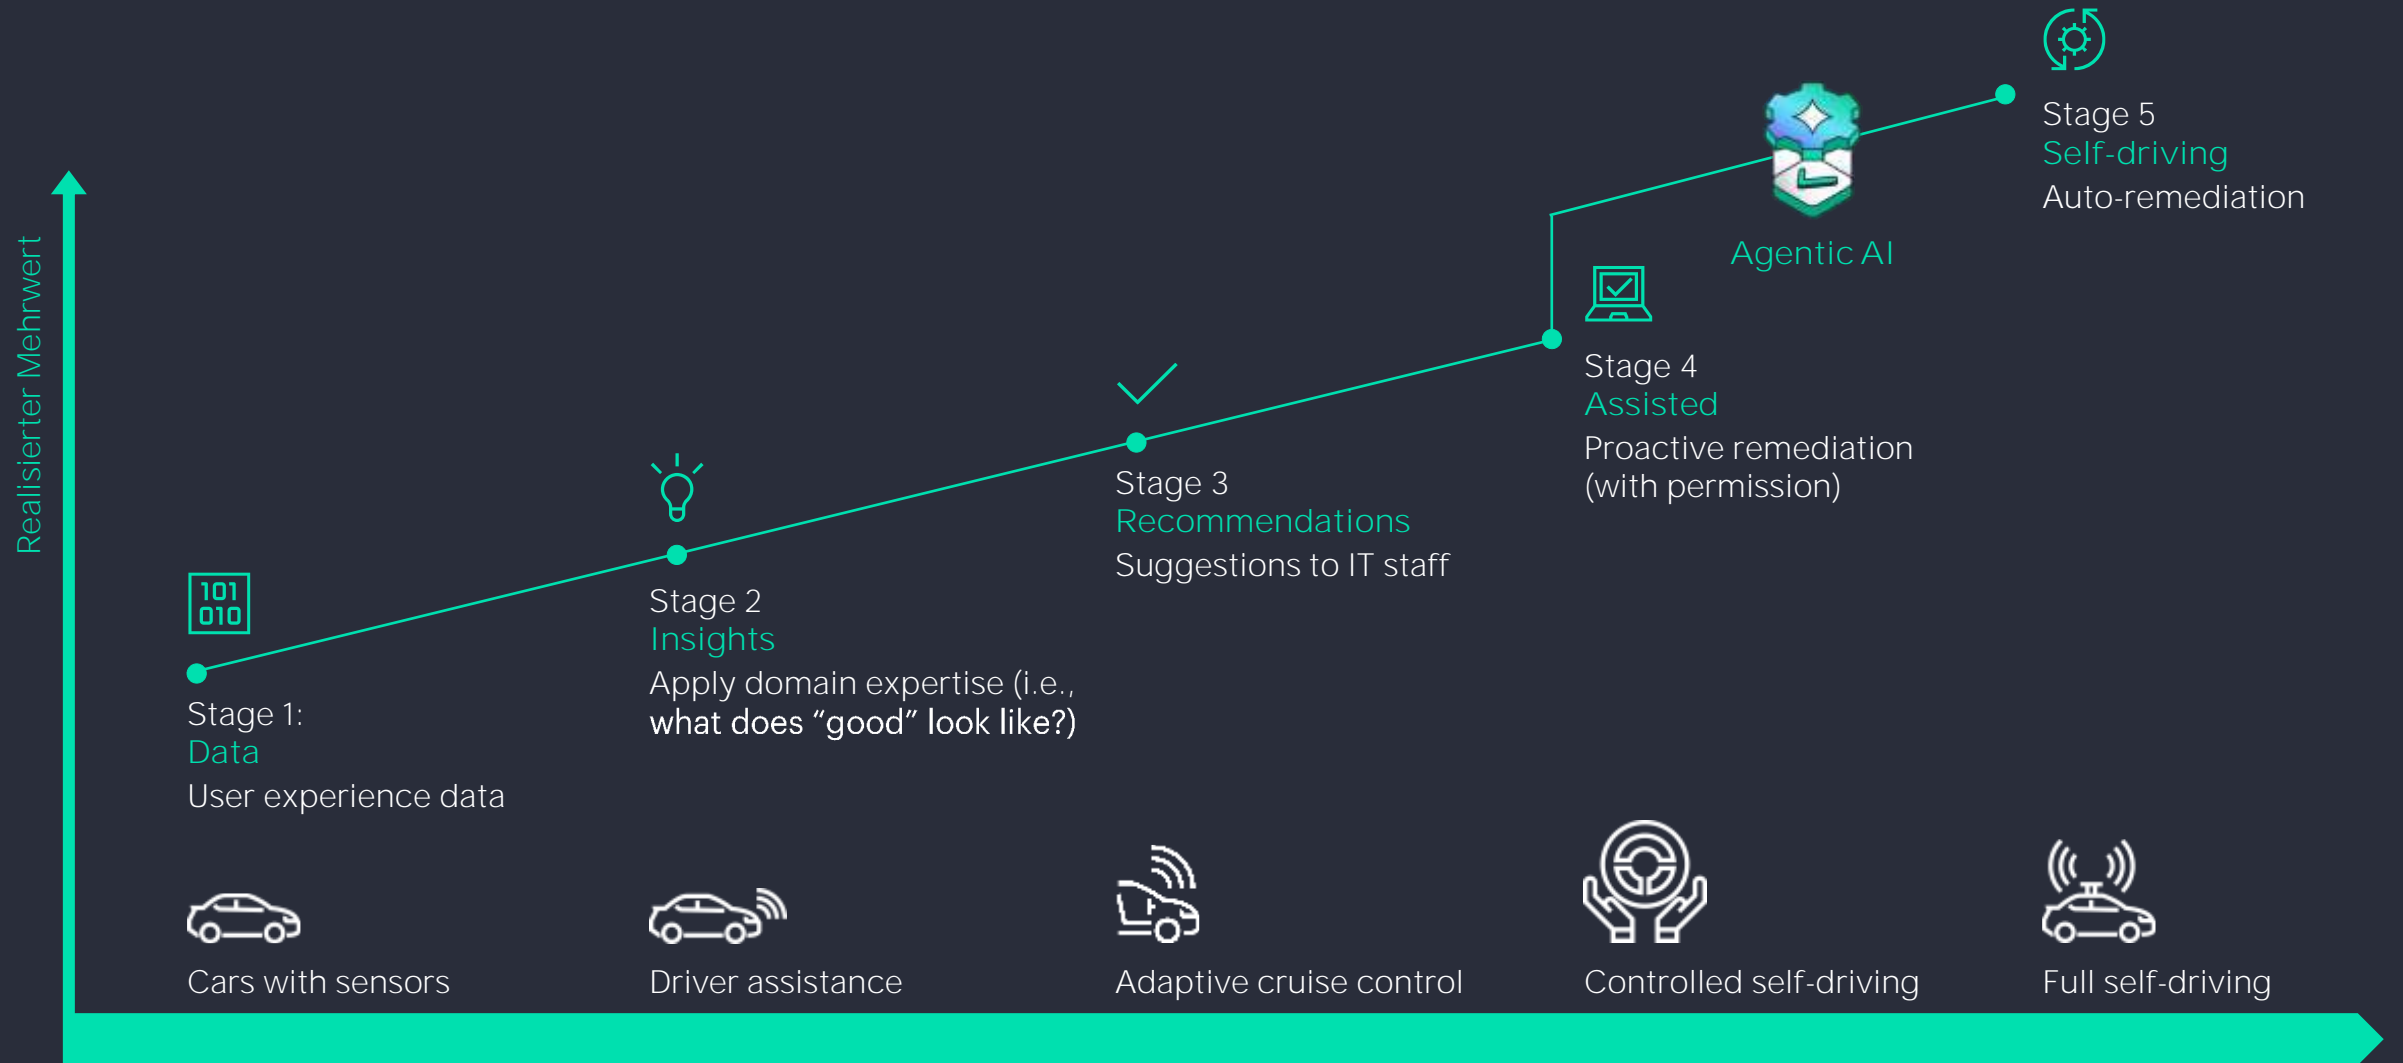 Realisierter Mehrwert
101
010
Stage 1:
Data
User experience data
Stage 2
Insights
Apply domain expertise (i.e.,
what does “good” look like?)
Stage 3
Recommendations
Suggestions to IT staff
Stage 4
Assisted
Proactive remediation
(with permission)
Agentic AI
Stage 5
Self-driving
Auto-remediation
Cars with sensors
Driver assistance
Adaptive cruise control
Controlled self-driving
Full self-driving